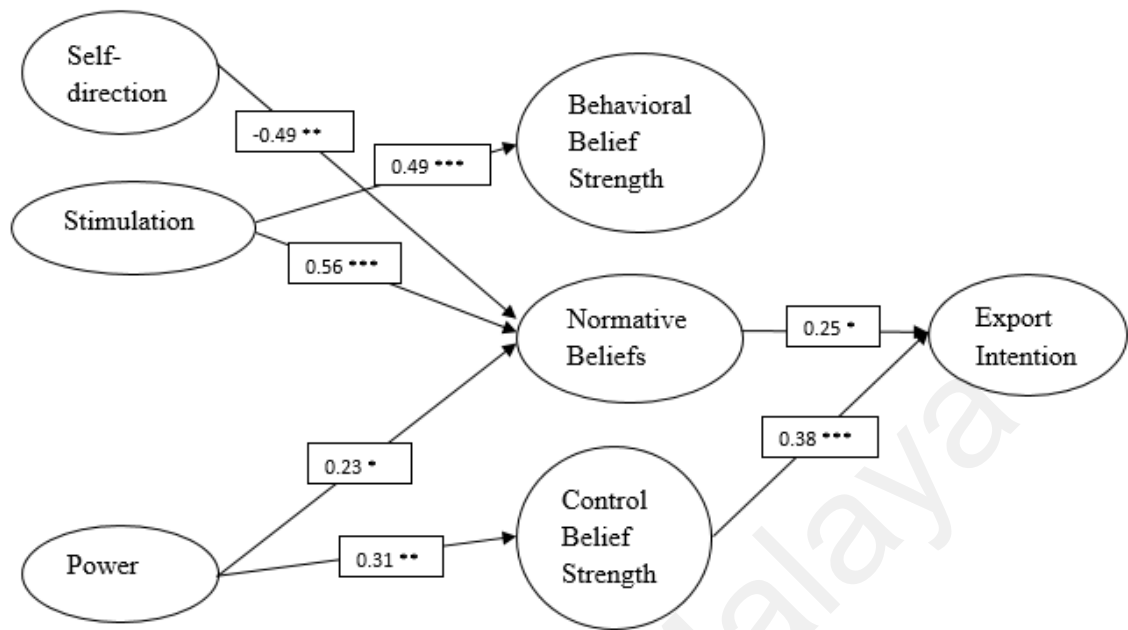 Self-
direction
-0.49 **
Behavioral
Belief
Strength
0.49 ***
Stimulation
0.56 ***
Normative
Beliefs
0.25 *
Export
Intention
0.23 *
0.38 ***
Control
Belief
Strength
Power
0.31 **
alaya